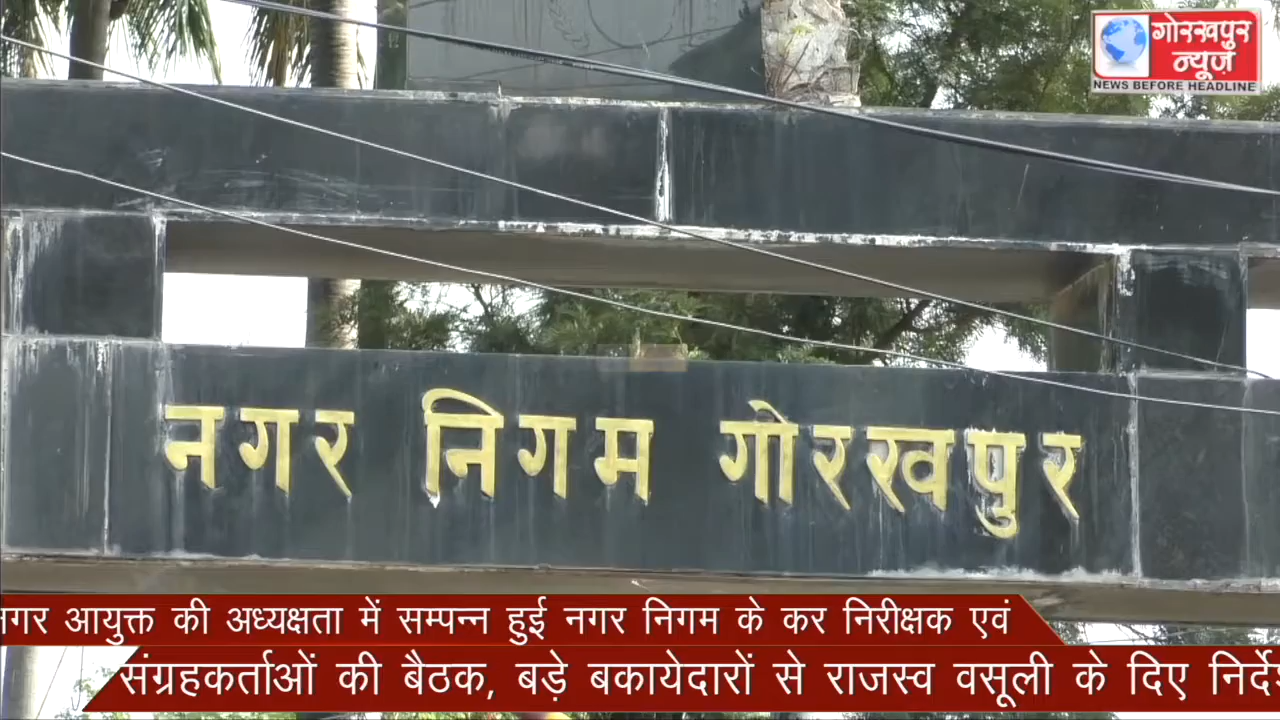 गोरखपुर
न्यूज़
NEWS BEFORE HEADLINE
नगर निगम गोरखपुर
आयुक्त की अध्यक्षता में सम्पन्न हुई नगर निगम के कर निरीक्षक एवं
संग्रहकर्ताओं की बैठक, बड़े बकायेदारों से राजस्व वसूली के दिए